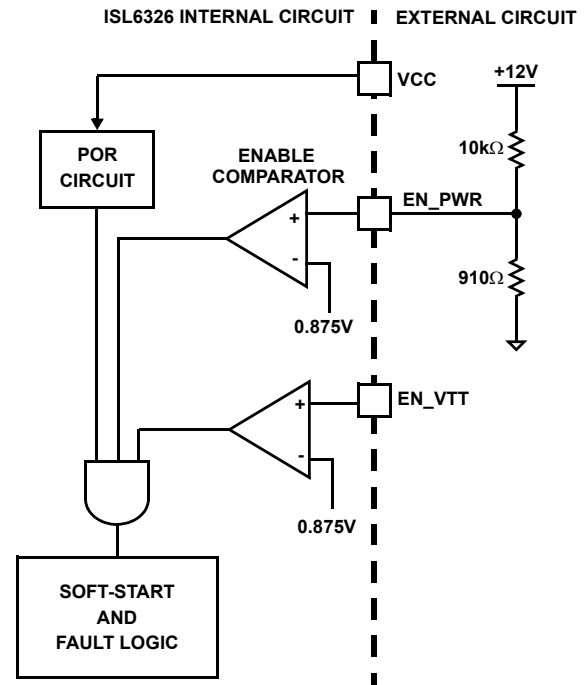 ISL6326 INTERNAL CIRCUIT
EXTERNAL CIRCUIT
VCC
+12V
POR
CIRCUIT
ENABLE
COMPARATOR
10kΩ
EN_PWR
+
-
0.875V
910Ω
EN_VTT
+
-
0.875V
SOFT-START
AND
FAULT LOGIC